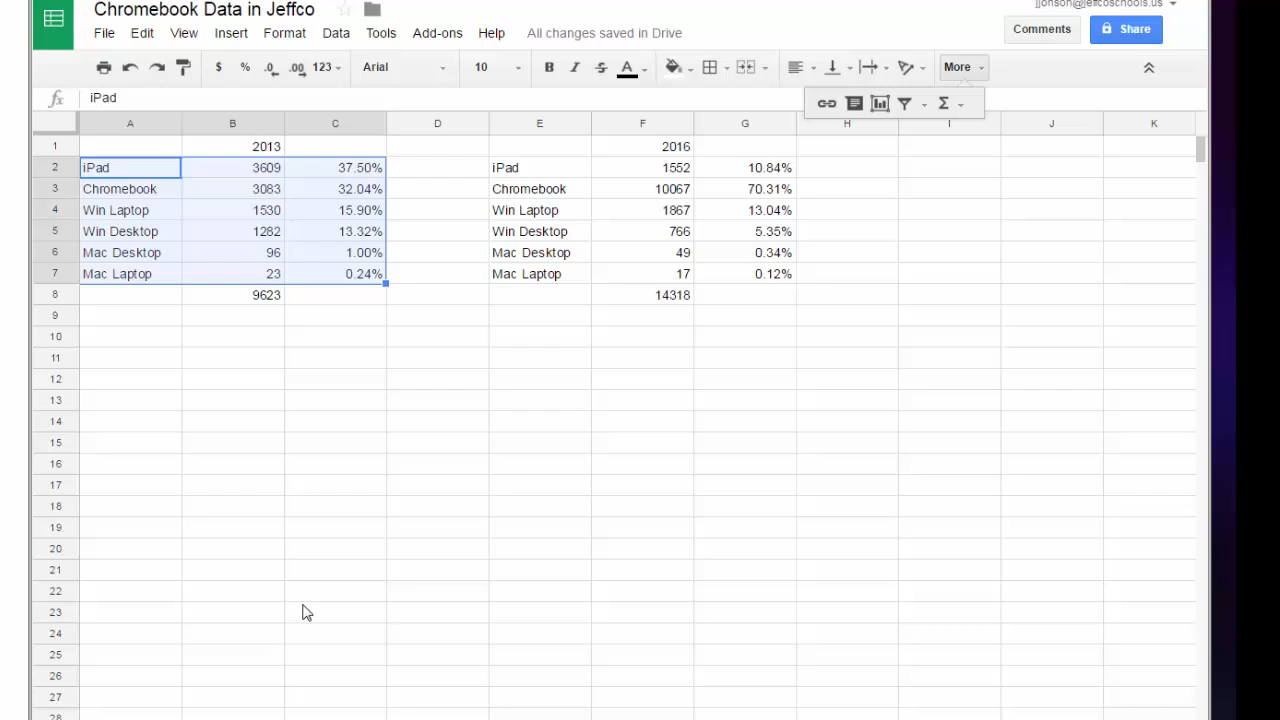 Chromebook Data in Jeffco
jjonson@jeffcoschools.us
File Edit View Insert Format Data Tools Add-ons Help All changes saved in Drive
Comments Share
$ % .0 .00 123 Arial 10 B I S A More
fx iPad
A B C D E F G H I J K
1 2013 2016
2 iPad 3609 37.50% iPad 1552 10.84%
3 Chromebook 3083 32.04% Chromebook 10067 70.31%
4 Win Laptop 1530 15.90% Win Laptop 1867 13.04%
5 Win Desktop 1282 13.32% Win Desktop 766 5.35%
6 Mac Desktop 96 1.00% Mac Desktop 49 0.34%
7 Mac Laptop 23 0.24% Mac Laptop 17 0.12%
8 9623 14318
9
10
11
12
13
14
15
16
17
18
19
20
21
22
23
24
25
26
27
28